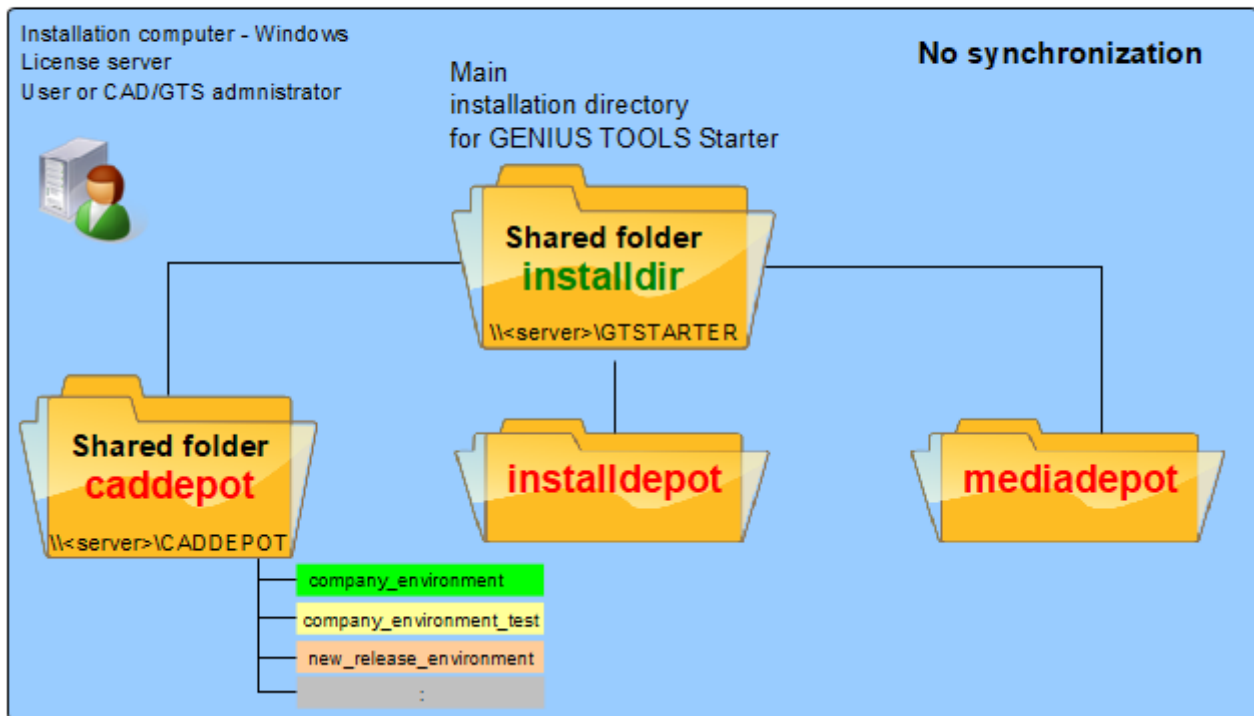 Installation computer - Windows
License server
User or CAD/GTS admnistrator
No synchronization
Main
installation directory
for GENIUS TOOLS Starter
Shared folder
installdir
\\<server>\GTSTARTER
Shared folder
caddepot
\\<server>\CADDEPOT
installdepot
mediadepot
company_environment
company_environment_test
new_release_environment
: